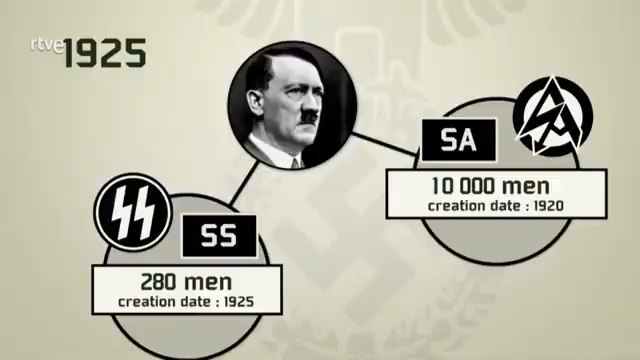 rtve
1925
SA
10 000 men
creation date : 1920
SS
280 men
creation date : 1925